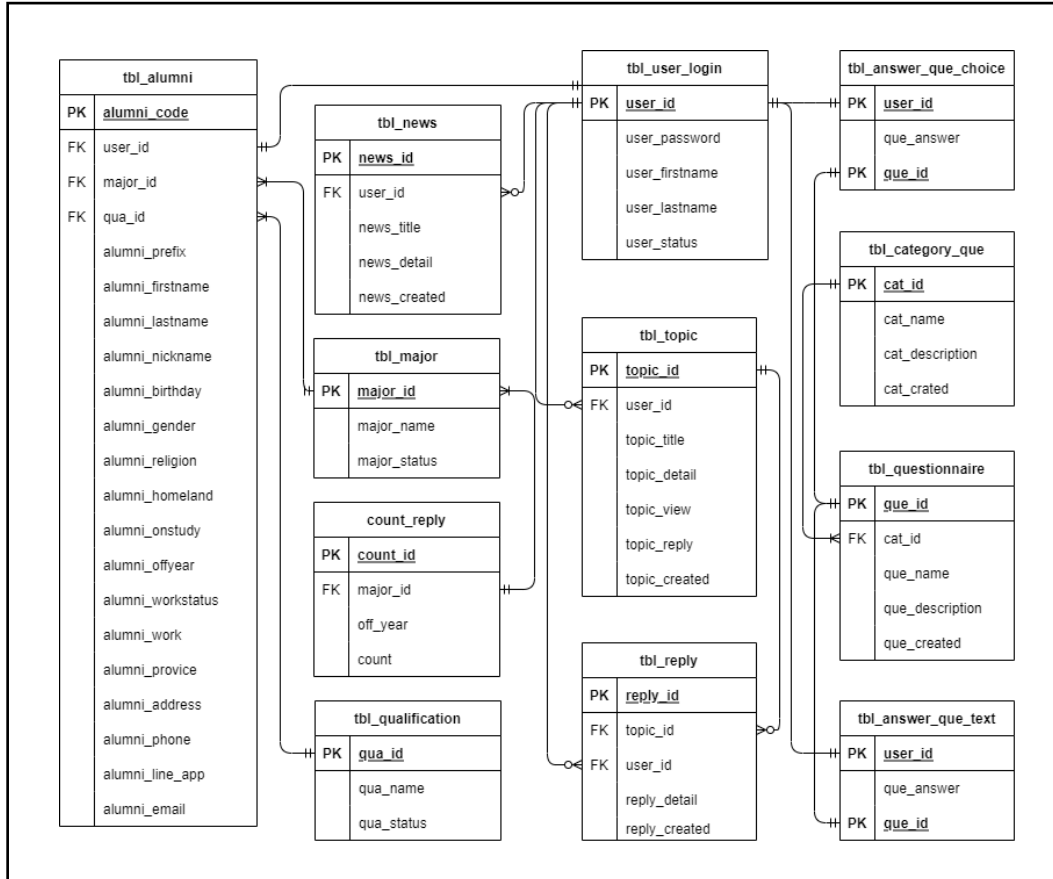 tbl_alumni
PK alumni_code
FK user_id
FK major_id
FK qua_id
alumni_prefix
alumni_firstname
alumni_lastname
alumni_nickname
alumni_birthday
alumni_gender
alumni_religion
alumni_homeland
alumni_onstudy
alumni_offyear
alumni_workstatus
alumni_work
alumni_provice
alumni_address
alumni_phone
alumni_line_app
alumni_email
tbl_news
PK news_id
FK user_id
news_title
news_detail
news_created
tbl_major
PK major_id
major_name
major_status
count_reply
PK count_id
FK major_id
off_year
count
tbl_qualification
PK qua_id
qua_name
qua_status
tbl_user_login
PK user_id
user_password
user_firstname
user_lastname
user_status
tbl_topic
PK topic_id
FK user_id
topic_title
topic_detail
topic_view
topic_reply
topic_created
tbl_reply
PK reply_id
FK topic_id
FK user_id
reply_detail
reply_created
tbl_answer_que_choice
PK user_id
que_answer
PK que_id
tbl_category_que
PK cat_id
cat_name
cat_description
cat_crated
tbl_questionnaire
PK que_id
FK cat_id
que_name
que_description
que_created
tbl_answer_que_text
PK user_id
que_answer
PK que_id